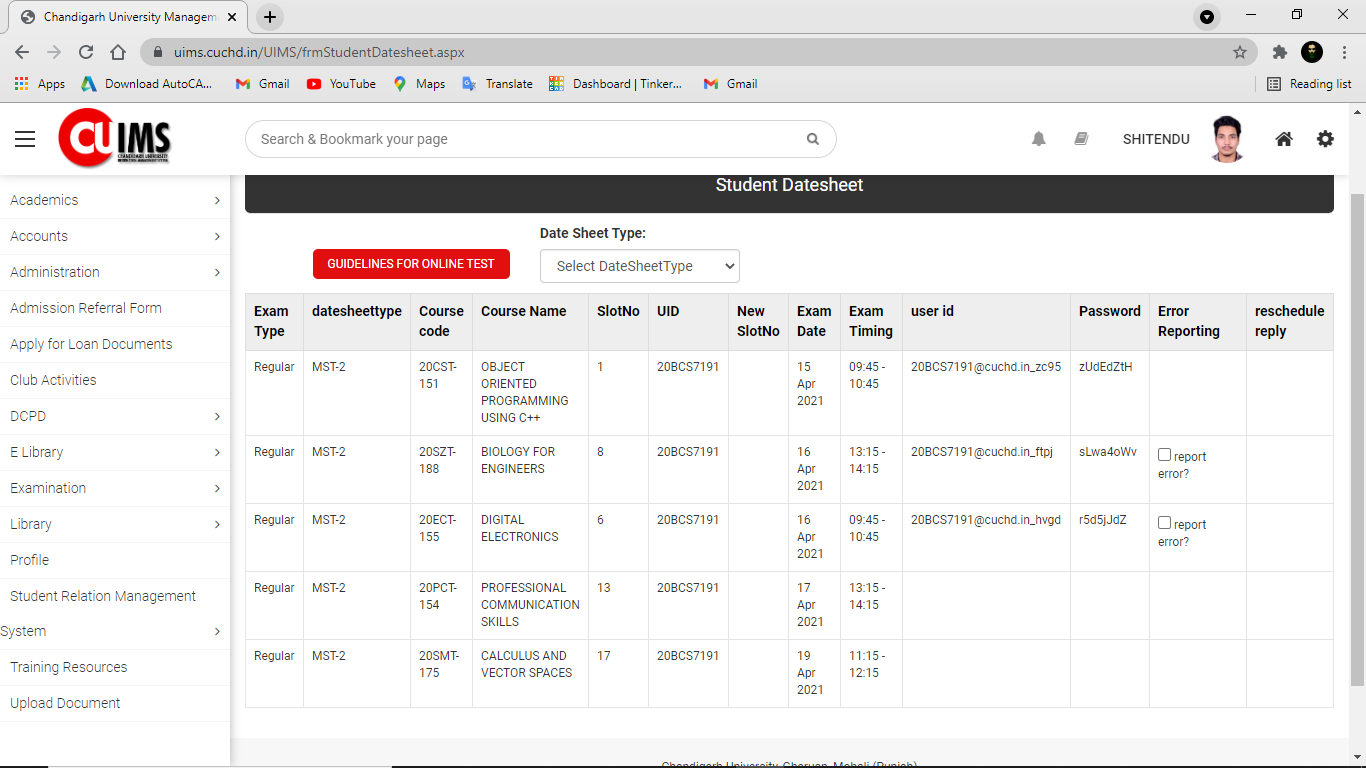 Chandigarh University Managem
uims.cuchd.in/UIMS/frmStudentDatesheet.aspx
Apps Download AutoCA... Gmail YouTube Maps Translate Dashboard | Tinker... Gmail Reading list
CUIMS
CHANDIGARH UNIVERSITY
Search & Bookmark your page
SHITENDU
Academics
Accounts
Administration
Admission Referral Form
Apply for Loan Documents
Club Activities
DCPD
E Library
Examination
Library
Profile
Student Relation Management
System
Training Resources
Upload Document
Student Datesheet
Date Sheet Type:
GUIDELINES FOR ONLINE TEST Select DateSheetType
Exam Type datesheettype Course code Course Name SlotNo UID New SlotNo Exam Date Exam Timing user id Password Error Reporting reschedule reply
Regular MST-2 20CST-151 OBJECT ORIENTED PROGRAMMING USING C++ 1 20BCS7191 15 Apr 2021 09:45 - 10:45 20BCS7191@cuchd.in_zc95 zUdEdZtH
Regular MST-2 20SZT-188 BIOLOGY FOR ENGINEERS 8 20BCS7191 16 Apr 2021 13:15 - 14:15 20BCS7191@cuchd.in_ftpj sLwa4oWv report error?
Regular MST-2 20ECT-155 DIGITAL ELECTRONICS 6 20BCS7191 16 Apr 2021 09:45 - 10:45 20BCS7191@cuchd.in_hvgd r5d5jJdZ report error?
Regular MST-2 20PCT-154 PROFESSIONAL COMMUNICATION SKILLS 13 20BCS7191 17 Apr 2021 13:15 - 14:15
Regular MST-2 20SMT-175 CALCULUS AND VECTOR SPACES 17 20BCS7191 19 Apr 2021 11:15 - 12:15
Chandigarh University, Gharuan, Mohali (Punjab)